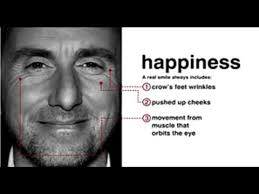 happiness
A real smile always includes:
1 crow's feet wrinkles
2 pushed up cheeks
3 movement from
muscle that
orbits the eye